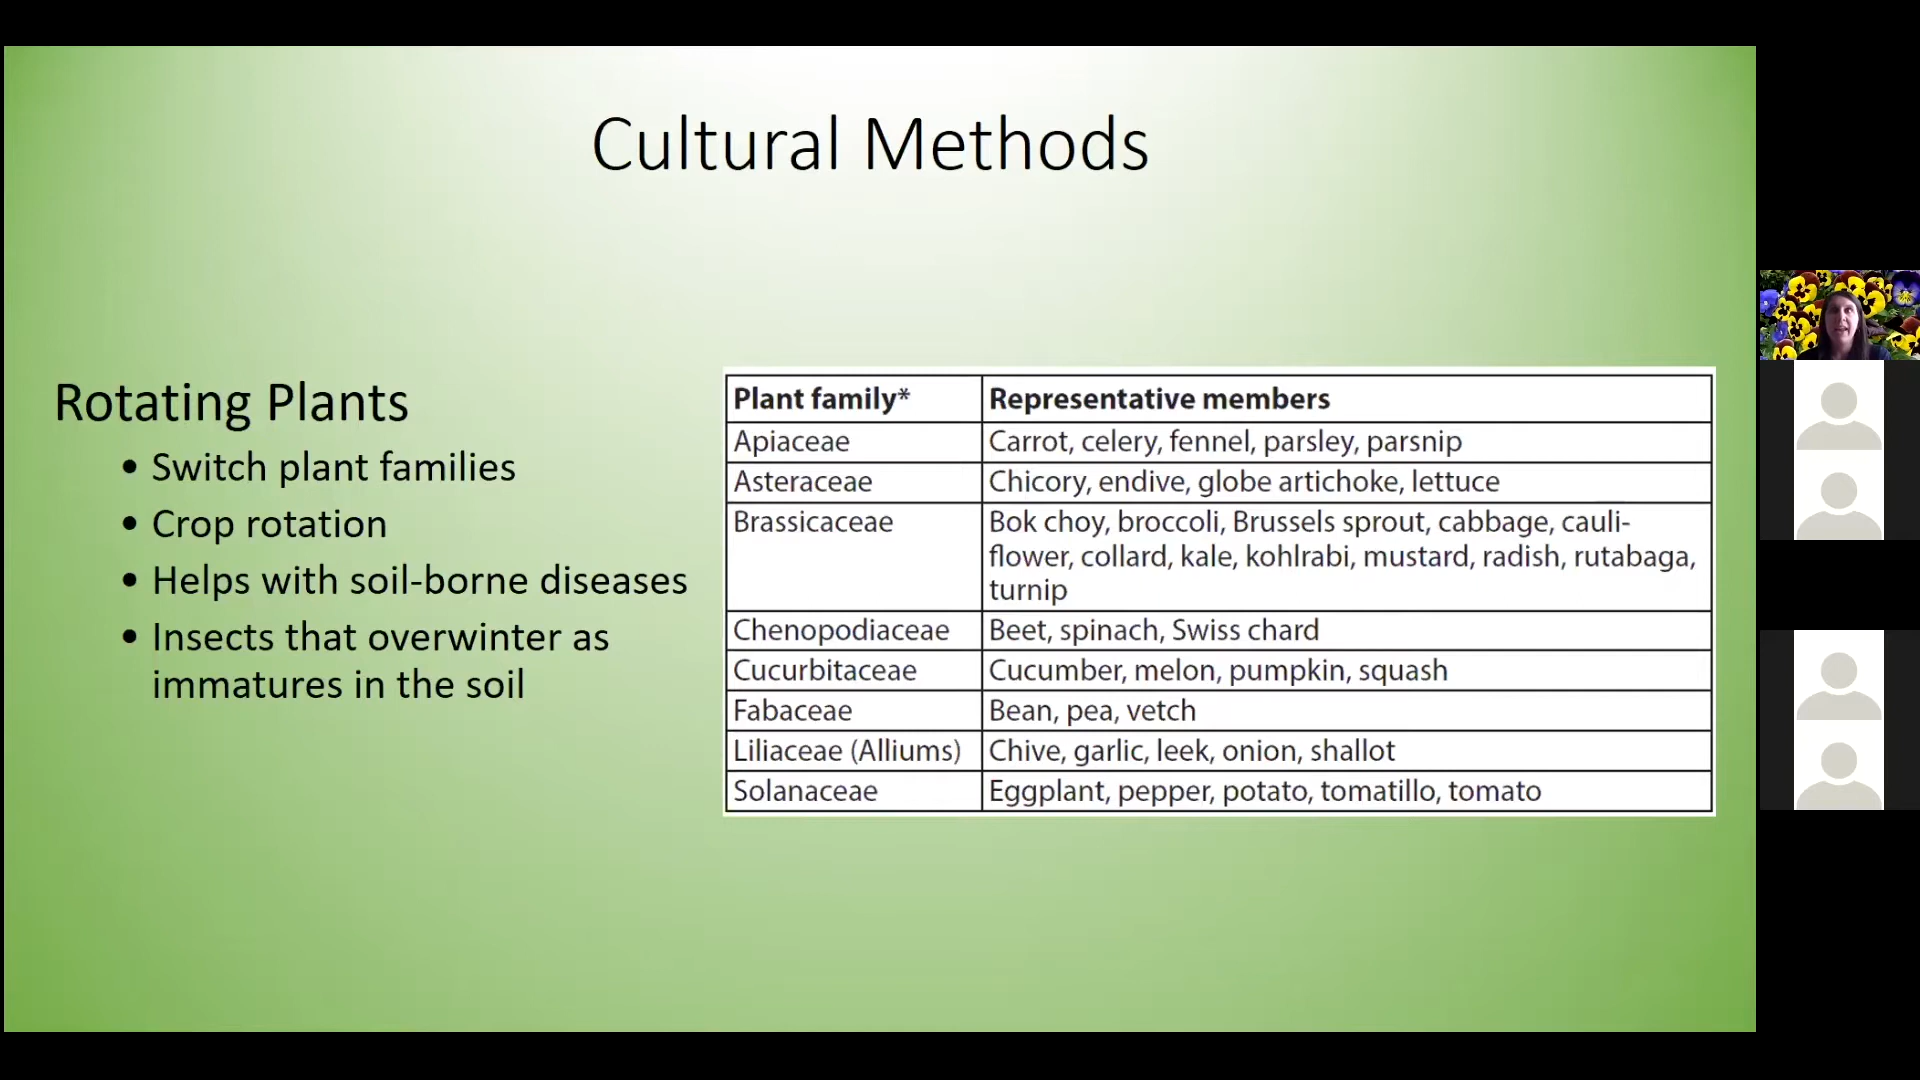 Cultural Methods
Rotating Plants
• Switch plant families
• Crop rotation
• Helps with soil-borne diseases
• Insects that overwinter as
immatures in the soil
Plant family* Representative members
Apiaceae Carrot, celery, fennel, parsley, parsnip
Asteraceae Chicory, endive, globe artichoke, lettuce
Brassicaceae Bok choy, broccoli, Brussels sprout, cabbage, cauli-
flower, collard, kale, kohlrabi, mustard, radish, rutabaga,
turnip
Chenopodiaceae Beet, spinach, Swiss chard
Cucurbitaceae Cucumber, melon, pumpkin, squash
Fabaceae Bean, pea, vetch
Liliaceae (Alliums) Chive, garlic, leek, onion, shallot
Solanaceae Eggplant, pepper, potato, tomatillo, tomato